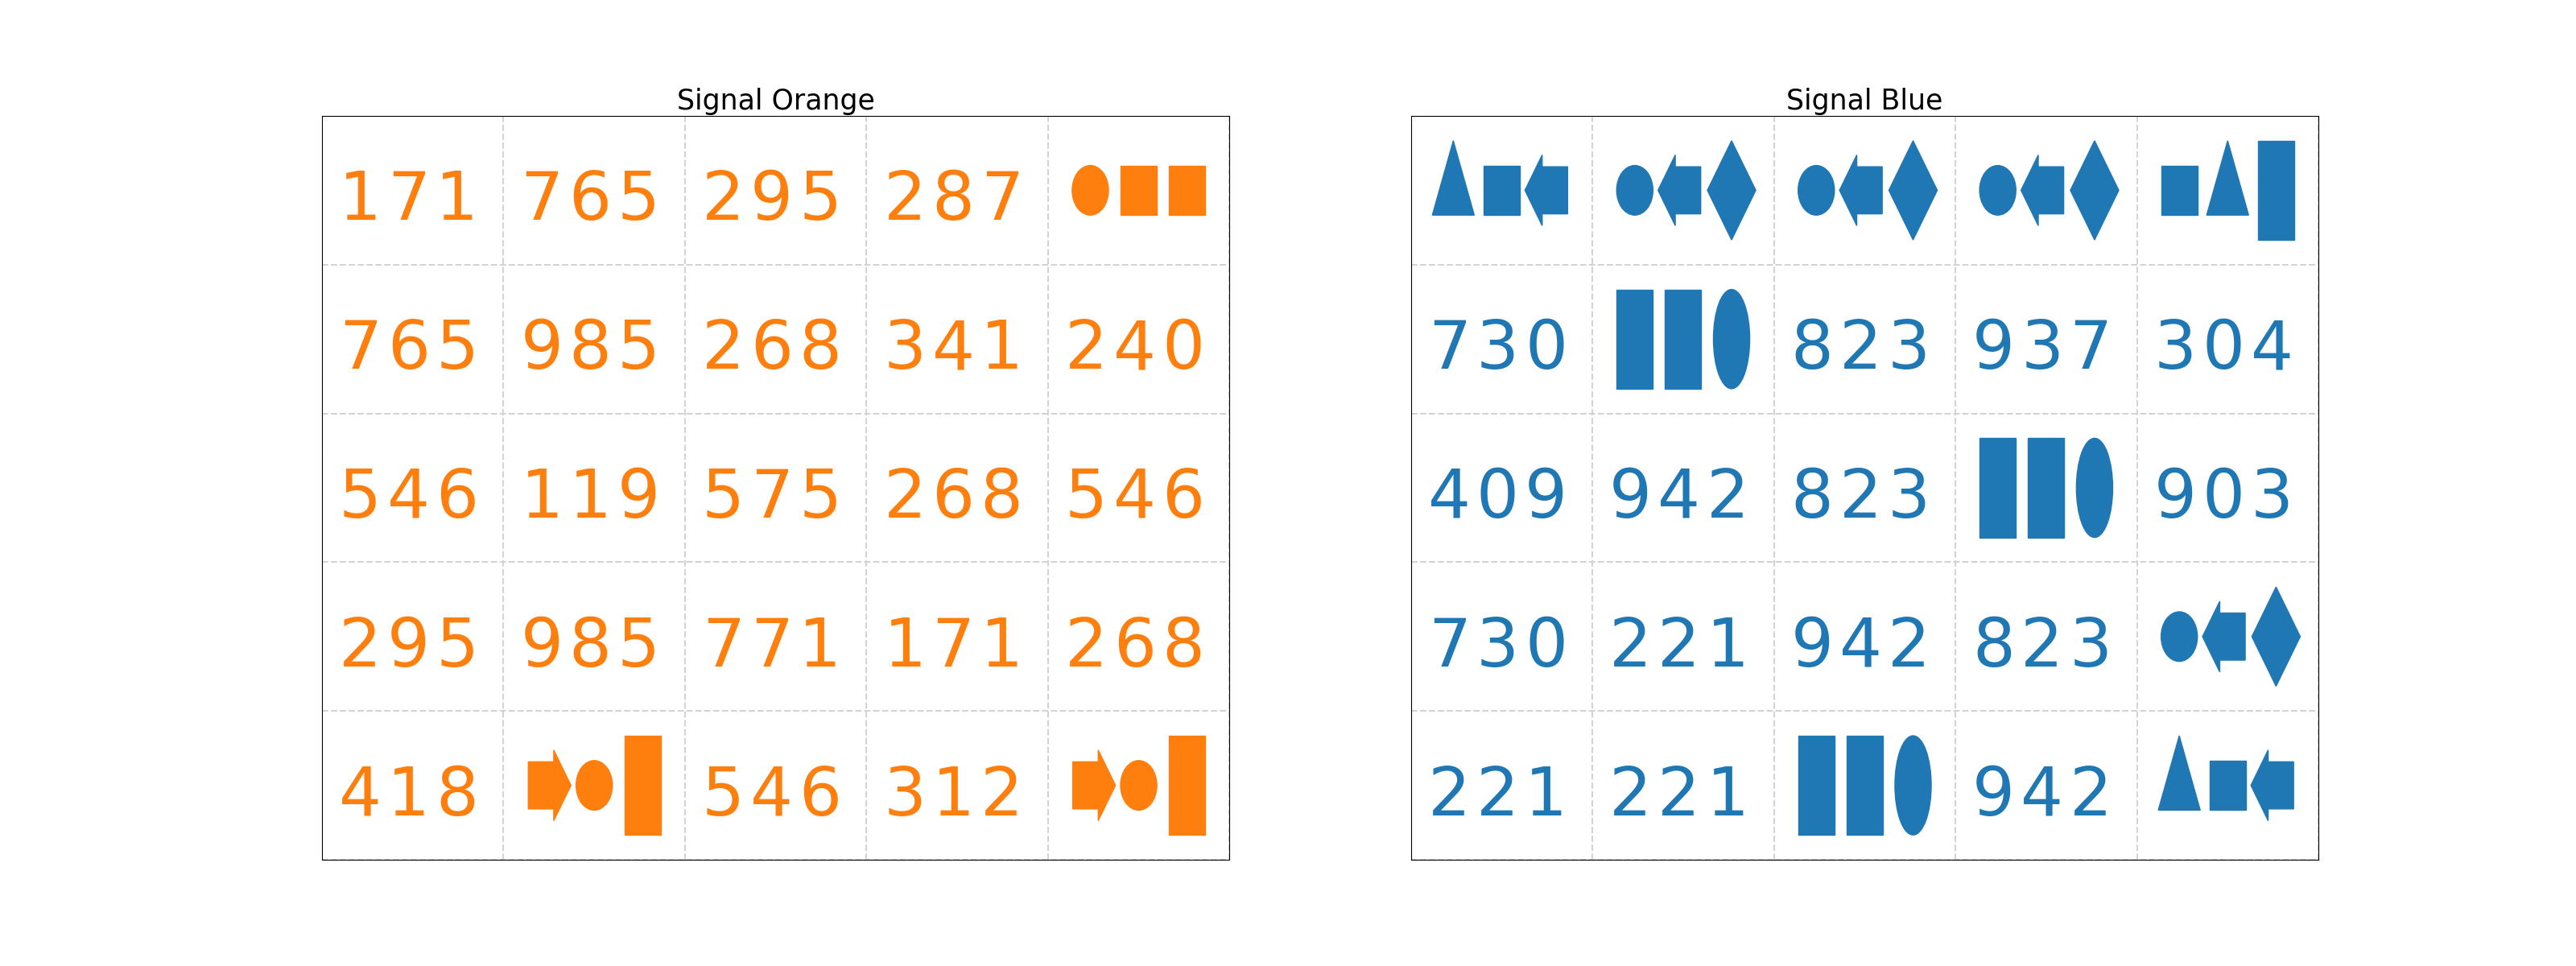 Signal Orange
171 765 295 287
765 985 268 341 240
546 119 575 268 546
295 985 771 171 268
418 546 312
Signal Blue
730 823 937 304
409 942 823 903
730 221 942 823
221 221 942